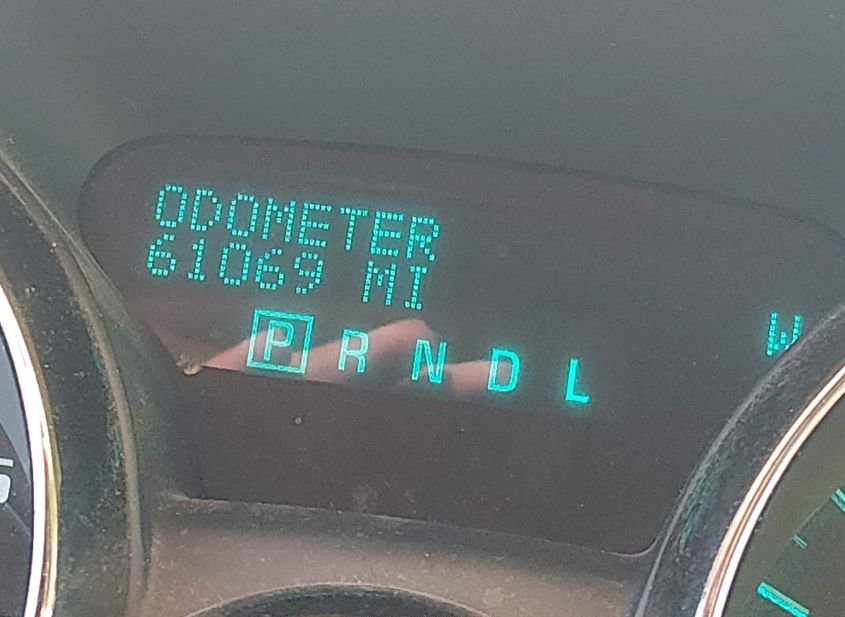 ODOMETER
61069 MI
P R N D L
W